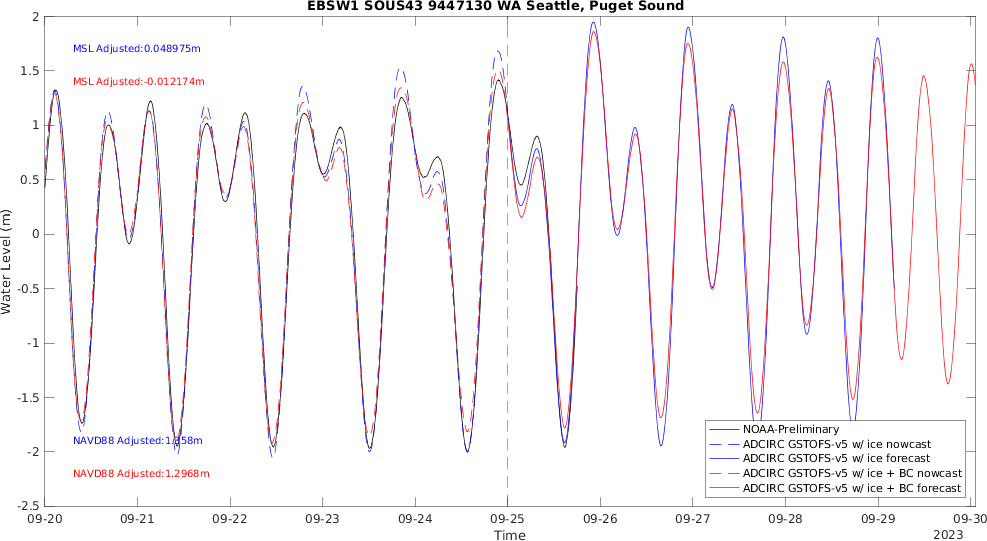 EBSW1 SOUS43 9447130 WA Seattle, Puget Sound
2
1.5
1
0.5
0
-0.5
-1
-1.5
-2
-2.5
Water Level (m)
MSL Adjusted:0.048975m
MSL Adjusted:-0.012174m
NAVD88 Adjusted:1.358m
NAVD88 Adjusted:1.2968m
NOAA-Preliminary
ADCIRC GSTOFS-v5 w/ ice nowcast
ADCIRC GSTOFS-v5 w/ ice forecast
ADCIRC GSTOFS-v5 w/ ice + BC nowcast
ADCIRC GSTOFS-v5 w/ ice + BC forecast
09-20 09-21 09-22 09-23 09-24 09-25 09-26 09-27 09-28 09-29 09-30
2023
Time